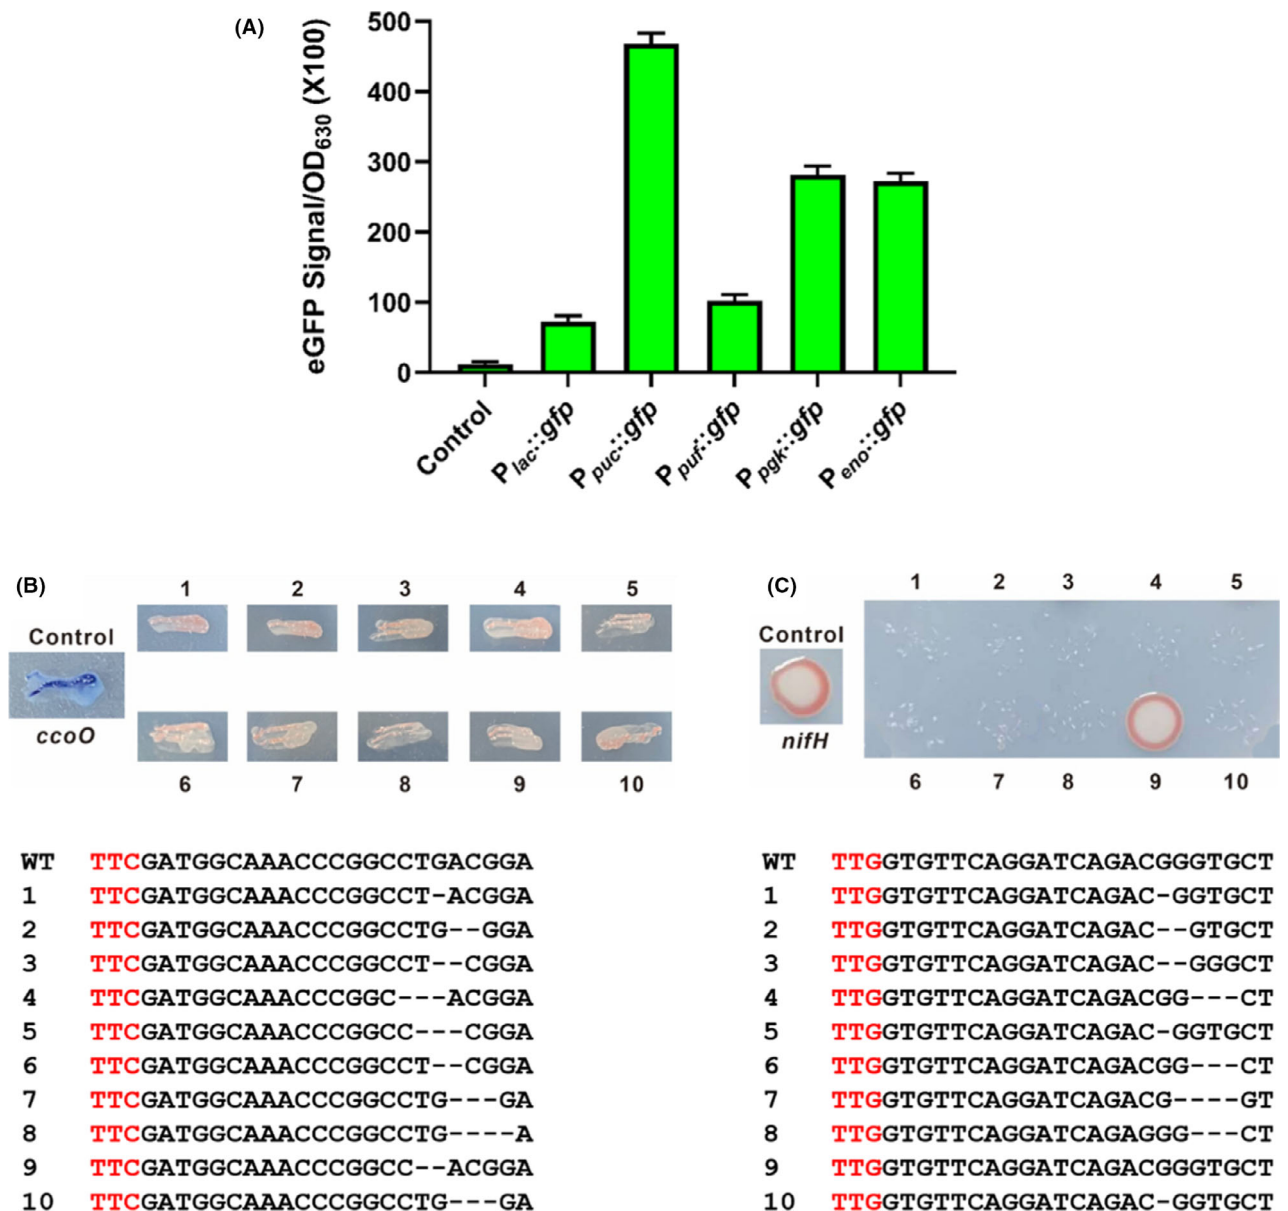 (A)
eGFP Signal/OD630 (X100)
500
400
300
200
100
0
Control
Plac::gfp
Ppuc::gfp
Ppuf::gfp
Ppgk::gfp
Peno::gfp
(B)
1 2 3 4 5
Control
ccoO
6 7 8 9 10
WT TTCGATGGCAAACCCGGCCTGACGGA
1 TTCGATGGCAAACCCGGCCT-ACGGA
2 TTCGATGGCAAACCCGGCCTG--GGA
3 TTCGATGGCAAACCCGGCCT--CGGA
4 TTCGATGGCAAACCCGGC---ACGGA
5 TTCGATGGCAAACCCGGCC---CGGA
6 TTCGATGGCAAACCCGGCCT--CGGA
7 TTCGATGGCAAACCCGGCCTG---GA
8 TTCGATGGCAAACCCGGCCTG----A
9 TTCGATGGCAAACCCGGCC--ACGGA
10 TTCGATGGCAAACCCGGCCTG---GA
(C)
1 2 3 4 5
Control
nifH
6 7 8 9 10
WT TTGGTGTTCAGGATCAGACGGGTGCT
1 TTGGTGTTCAGGATCAGAC-GGTGCT
2 TTGGTGTTCAGGATCAGAC--GTGCT
3 TTGGTGTTCAGGATCAGAC--GGGCT
4 TTGGTGTTCAGGATCAGACGG---CT
5 TTGGTGTTCAGGATCAGAC-GGTGCT
6 TTGGTGTTCAGGATCAGACGG---CT
7 TTGGTGTTCAGGATCAGACG----GT
8 TTGGTGTTCAGGATCAGAGGG---CT
9 TTGGTGTTCAGGATCAGACGGGTGCT
10 TTGGTGTTCAGGATCAGAC-GGTGCT